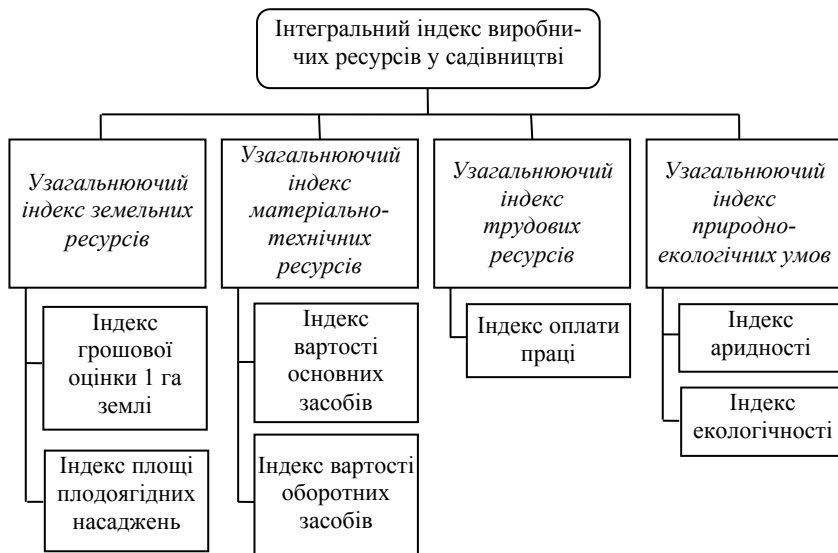 Інтегральний індекс виробни-
чих ресурсів у садівництві
Узагальнюючий
індекс земельних
ресурсів
Узагальнюючий
індекс
матеріально-
технічних
ресурсів
Узагальнюючий
індекс
трудових
ресурсів
Узагальнюючий
індекс
природно-
екологічних умов
Індекс
грошової
оцінки 1 га
землі
Індекс площі
плодоягідних
насаджень
Індекс
вартості
основних
засобів
Індекс вартості
оборотних
засобів
Індекс оплати
праці
Індекс
аридності
Індекс
екологічності